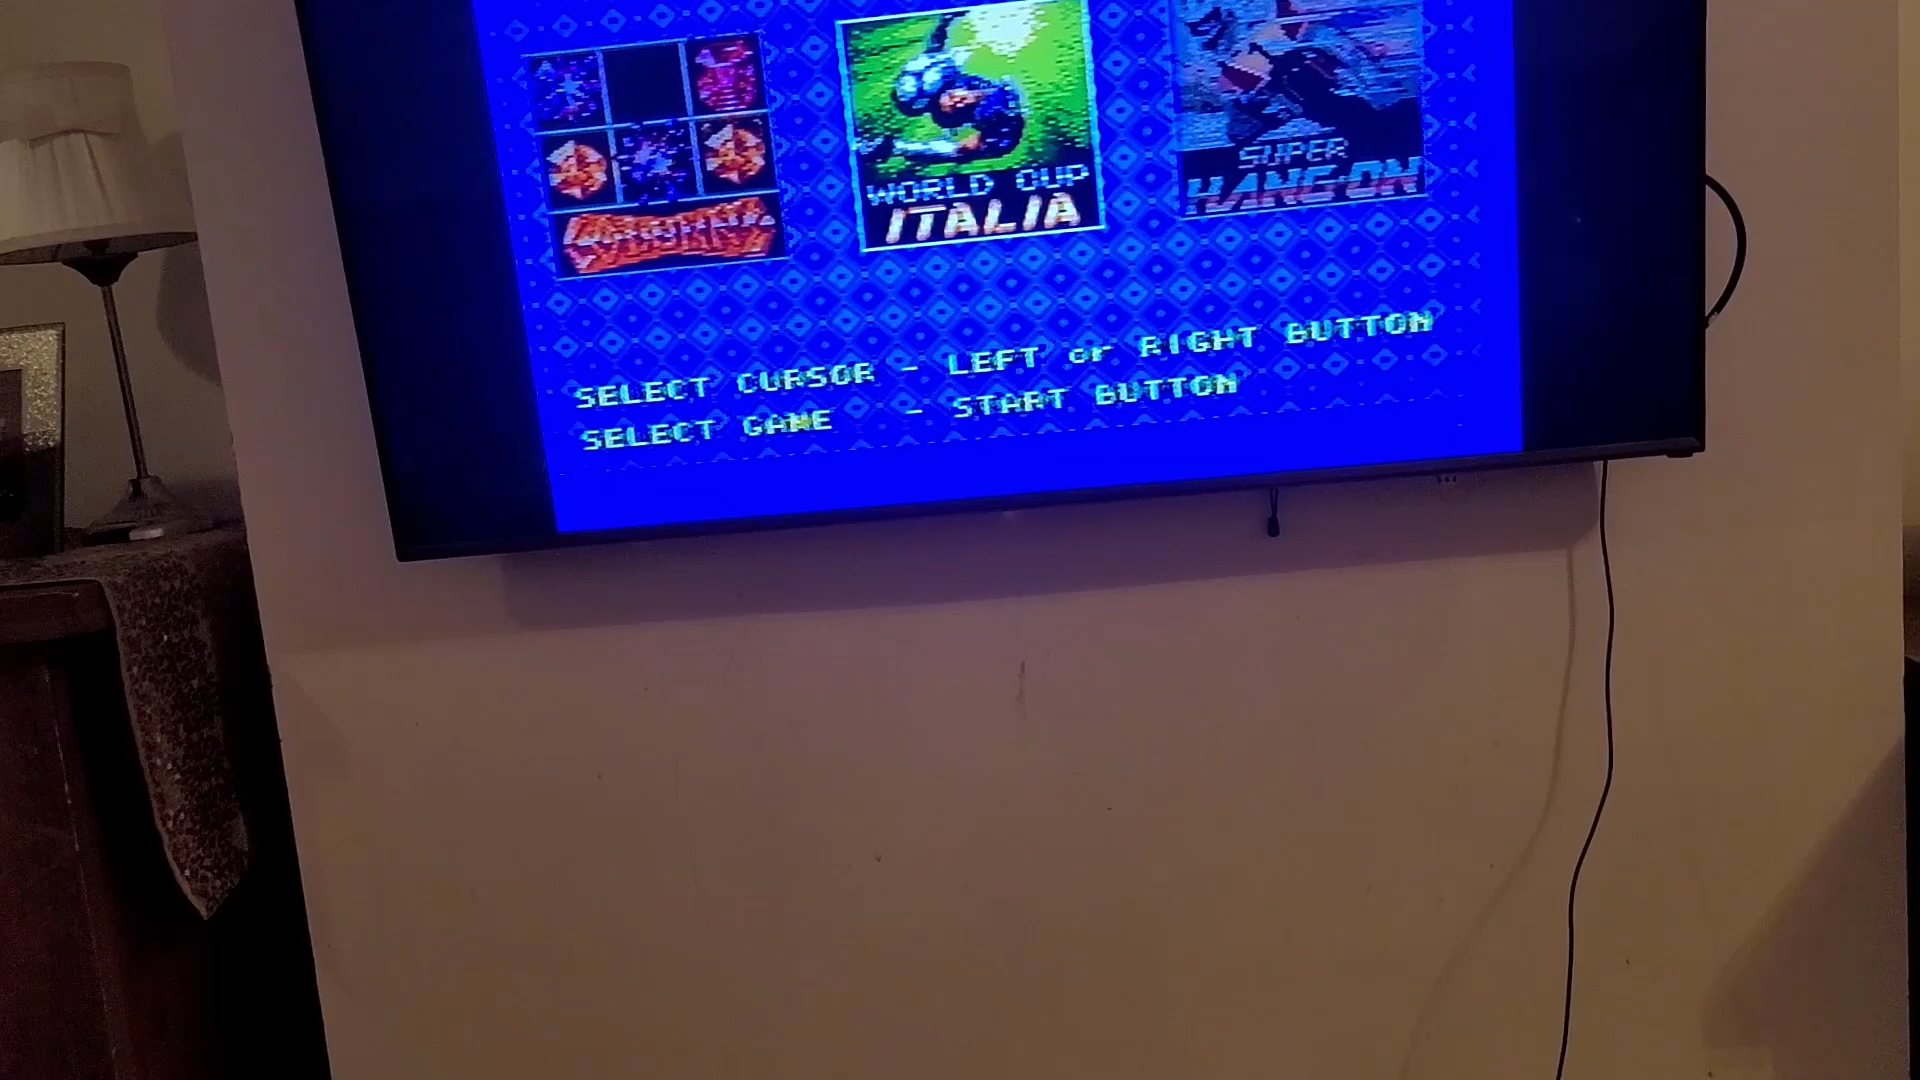 WORLD CUP
ITALIA
SUPER
HANG-ON
SELECT CURSOR - LEFT or RIGHT BUTTON
SELECT GAME - START BUTTON